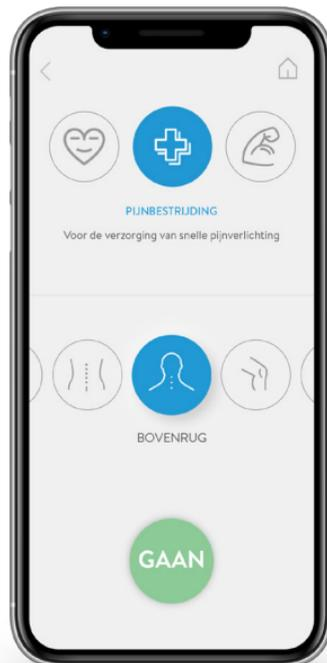 PIJNBESTRIJDING
Voor de verzorging van snelle pijnverlichting
BOVENRUG
GAAN